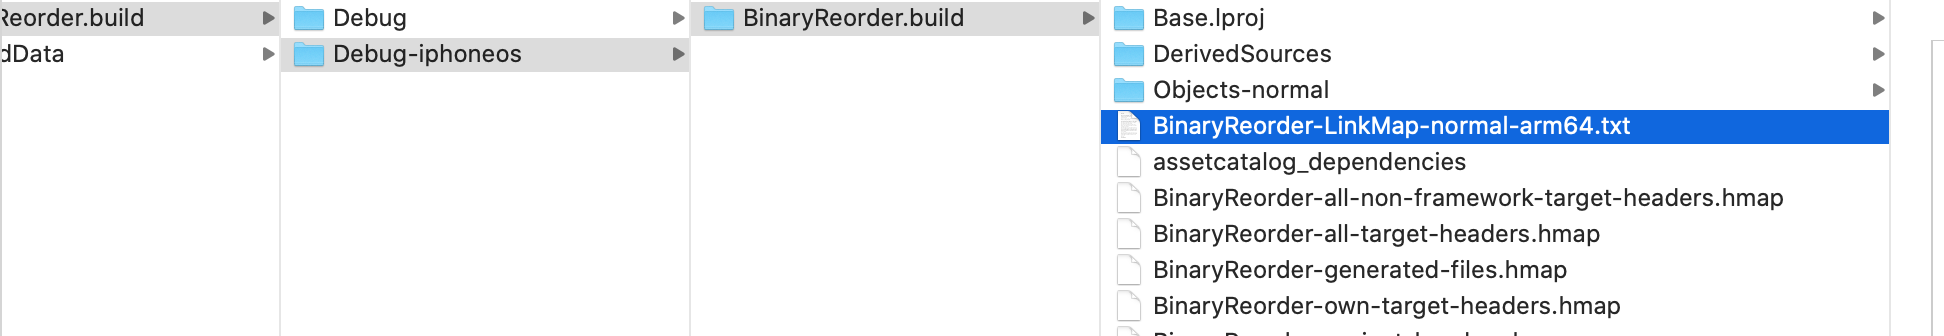 Reorder.build
dData
Debug
Debug-iphoneos
BinaryReorder.build
Base.lproj
DerivedSources
Objects-normal
BinaryReorder-LinkMap-normal-arm64.txt
assetcatalog_dependencies
BinaryReorder-all-non-framework-target-headers.hmap
BinaryReorder-all-target-headers.hmap
BinaryReorder-generated-files.hmap
BinaryReorder-own-target-headers.hmap